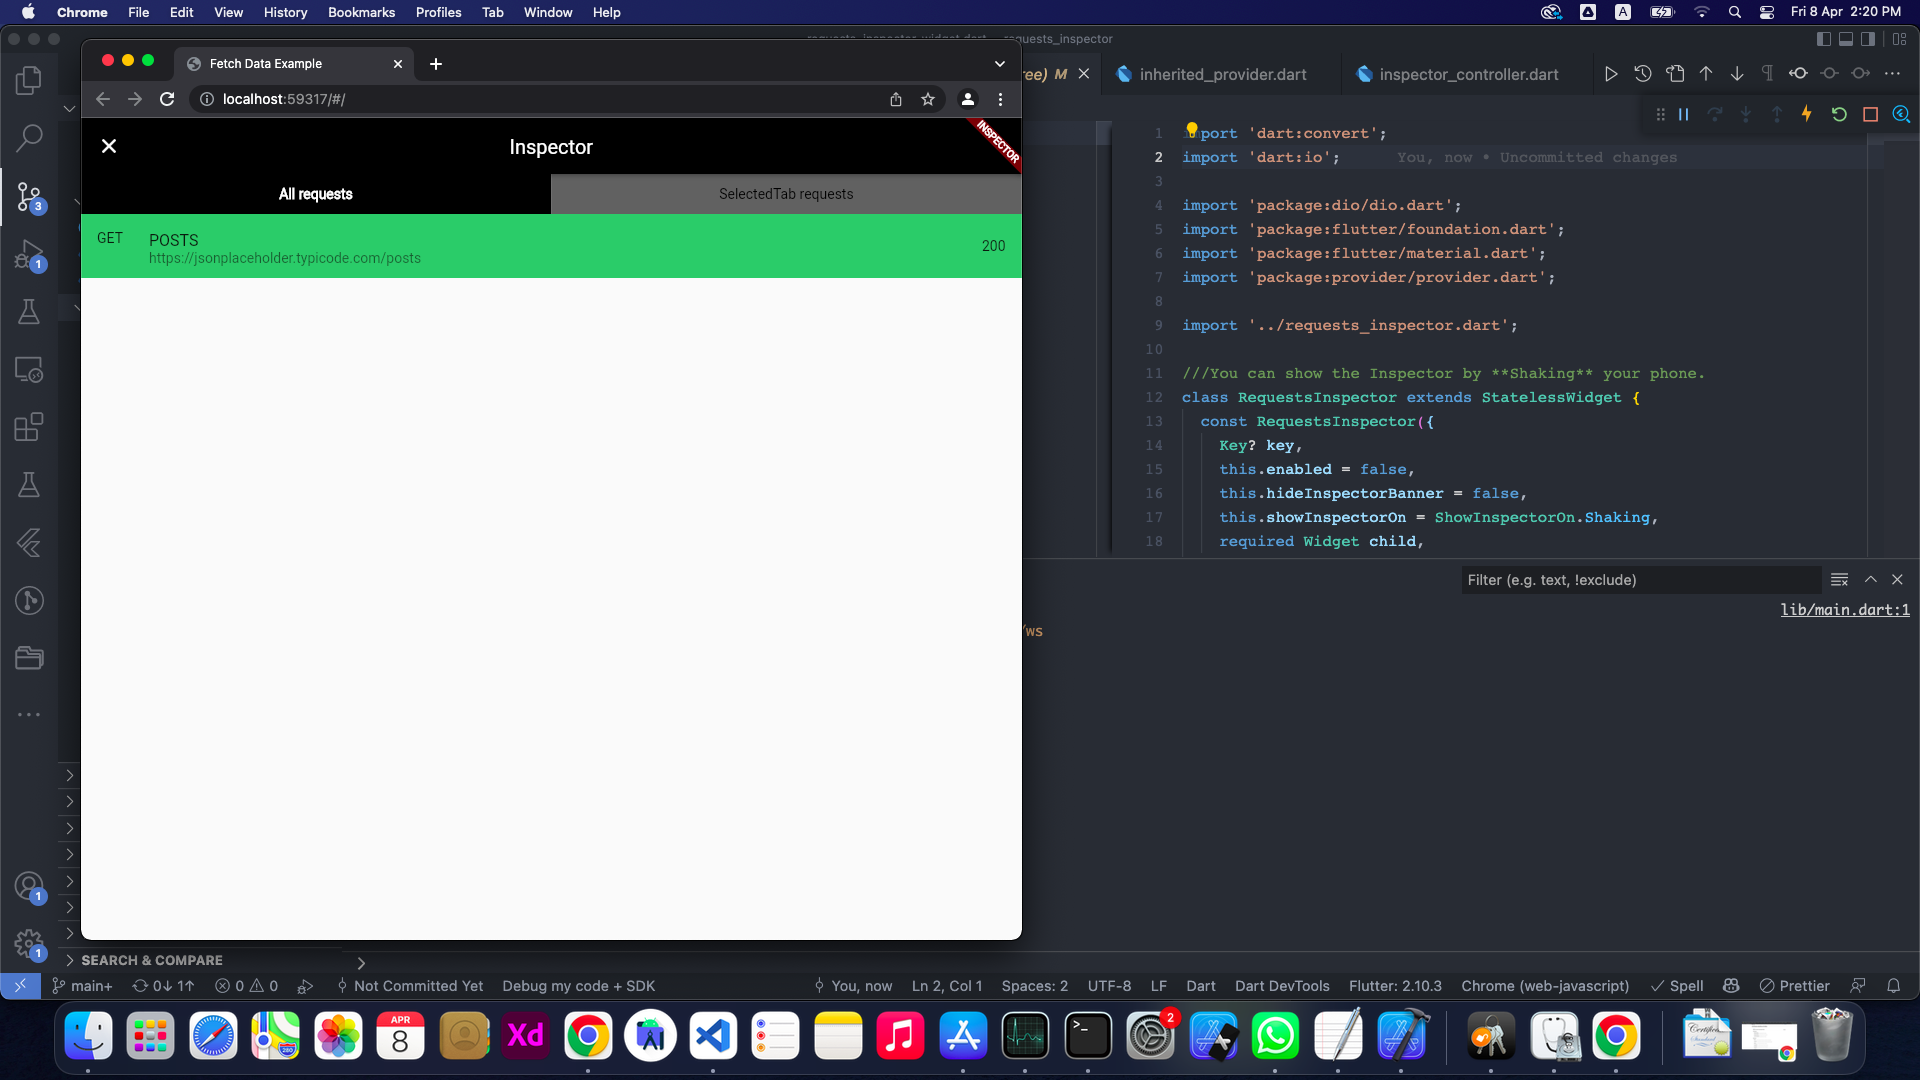 Chrome File Edit View History Bookmarks Profiles Tab Window Help
A Fri 8 Apr 2:20 PM
requests_inspector
Fetch Data Example
localhost:59317/#/
Inspector
INSPECTOR
All requests SelectedTab requests
GET POSTS 200
https://jsonplaceholder.typicode.com/posts
ree) M inherited_provider.dart inspector_controller.dart
1 import 'dart:convert';
2 import 'dart:io'; You, now • Uncommitted changes
3
4 import 'package:dio/dio.dart';
5 import 'package:flutter/foundation.dart';
6 import 'package:flutter/material.dart';
7 import 'package:provider/provider.dart';
8
9 import '../requests_inspector.dart';
10
11 ///You can show the Inspector by **Shaking** your phone.
12 class RequestsInspector extends StatelessWidget {
13 const RequestsInspector({
14 Key? key,
15 this.enabled = false,
16 this.hideInspectorBanner = false,
17 this.showInspectorOn = ShowInspectorOn.Shaking,
18 required Widget child,
Filter (e.g. text, !exclude)
lib/main.dart:1
/ws
3
1
1
1
SEARCH & COMPARE
main+ 0↓ 1↑ 0 0 Not Committed Yet Debug my code + SDK You, now Ln 2, Col 1 Spaces: 2 UTF-8 LF Dart Dart DevTools Flutter: 2.10.3 Chrome (web-javascript) Spell Prettier
280
APR
8
Xd
>_
2